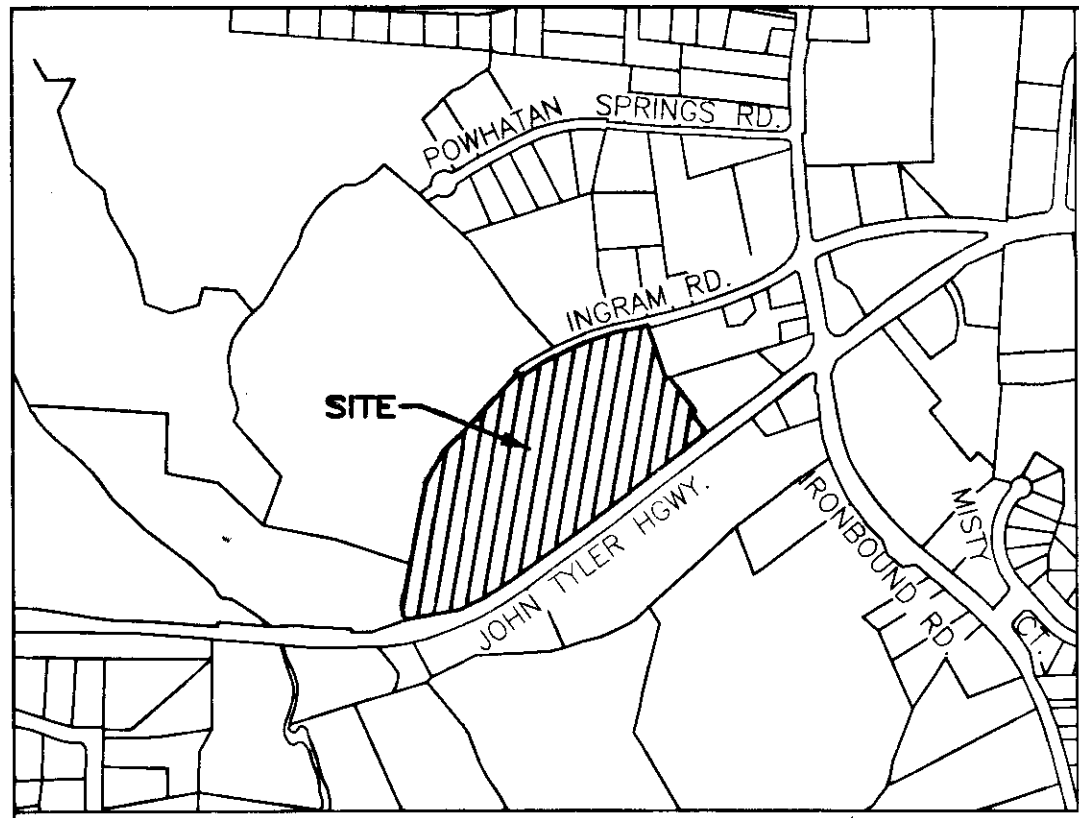 POWHATAN SPRINGS RD.
INGRAM RD.
SITE
JOHN TYLER HGWY.
IRONBOUND RD.
MISTY CT.